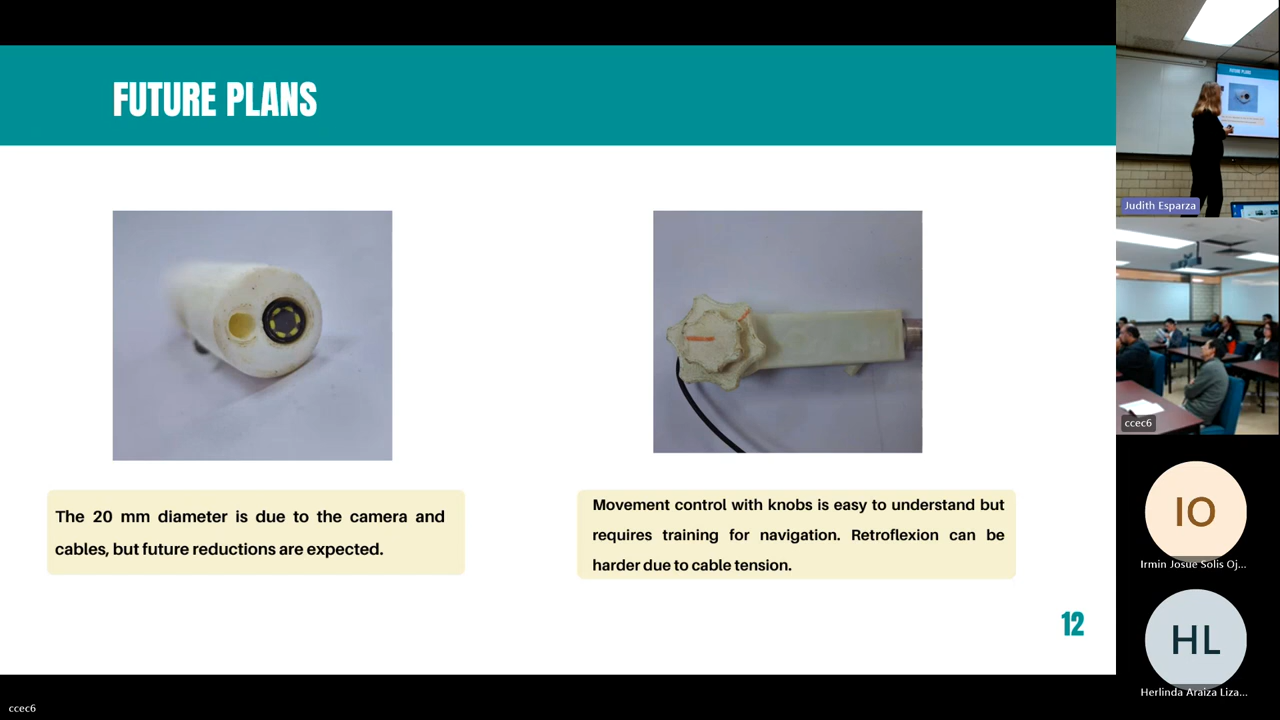 FUTURE PLANS
The 20 mm diameter is due to the camera and
cables, but future reductions are expected.
Movement control with knobs is easy to understand but
requires training for navigation. Retroflexion can be
harder due to cable tension.
12
FUTURE PLANS
Judith Esparza
ccec6
IO
Irmin Josue Solis Oj...
HL
Herlinda Araiza Liza...
ccec6